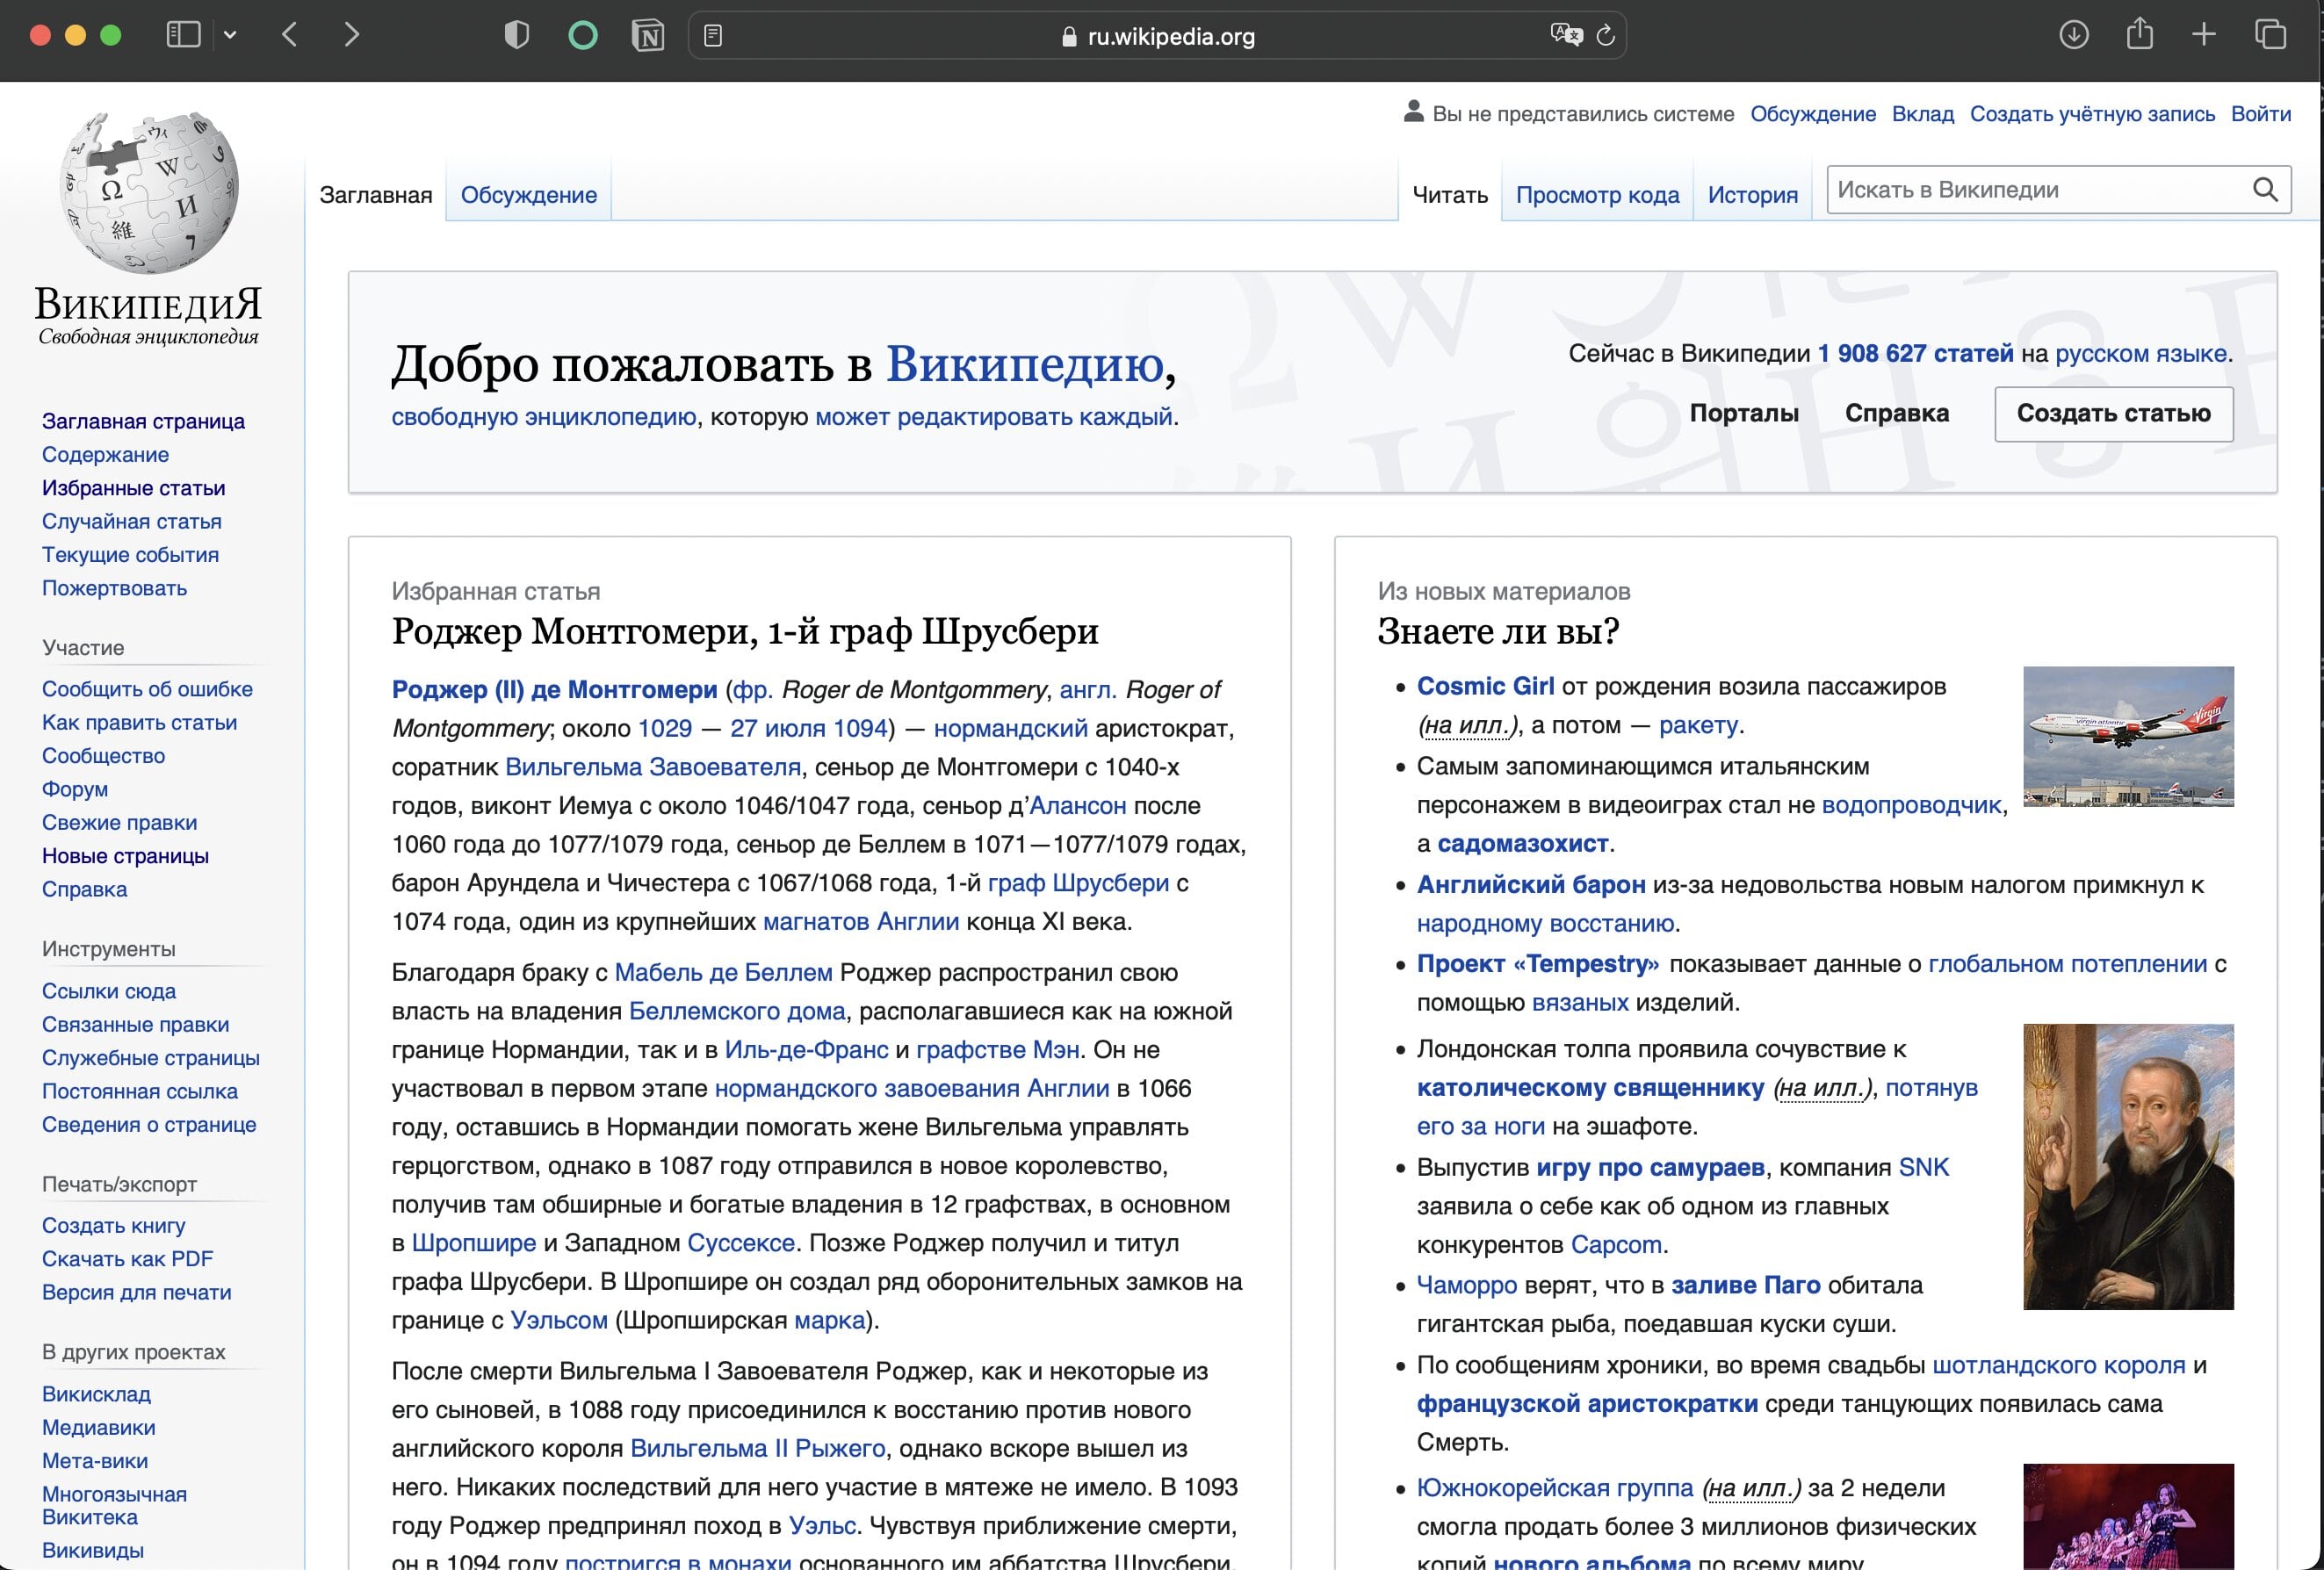 ru.wikipedia.org
Вы не представились системе Обсуждение Вклад Создать учётную запись Войти
ВикипедиЯ
Свободная энциклопедия
Заглавная Обсуждение
Читать Просмотр кода История Искать в Википедии
Добро пожаловать в Википедию,
свободную энциклопедию, которую может редактировать каждый.
Сейчас в Википедии 1 908 627 статей на русском языке.
Порталы Справка Создать статью
Заглавная страница
Содержание
Избранные статьи
Случайная статья
Текущие события
Пожертвовать
Участие
Сообщить об ошибке
Как править статьи
Сообщество
Форум
Свежие правки
Новые страницы
Справка
Инструменты
Ссылки сюда
Связанные правки
Служебные страницы
Постоянная ссылка
Сведения о странице
Печать/экспорт
Создать книгу
Скачать как PDF
Версия для печати
В других проектах
Викисклад
Медиавики
Мета-вики
Многоязычная
Викитека
Викивиды
Избранная статья
Роджер Монтгомери, 1-й граф Шрусбери
Роджер (II) де Монтгомери (фр. Roger de Montgommery, англ. Roger of
Montgommery; около 1029 — 27 июля 1094) — нормандский аристократ,
соратник Вильгельма Завоевателя, сеньор де Монтгомери с 1040-х
годов, виконт Иемуа с около 1046/1047 года, сеньор д’Алансон после
1060 года до 1077/1079 года, сеньор де Беллем в 1071—1077/1079 годах,
барон Арундела и Чичестера с 1067/1068 года, 1-й граф Шрусбери с
1074 года, один из крупнейших магнатов Англии конца XI века.
Благодаря браку с Мабель де Беллем Роджер распространил свою
власть на владения Беллемского дома, располагавшиеся как на южной
границе Нормандии, так и в Иль-де-Франс и графстве Мэн. Он не
участвовал в первом этапе нормандского завоевания Англии в 1066
году, оставшись в Нормандии помогать жене Вильгельма управлять
герцогством, однако в 1087 году отправился в новое королевство,
получив там обширные и богатые владения в 12 графствах, в основном
в Шропшире и Западном Суссексе. Позже Роджер получил и титул
графа Шрусбери. В Шропшире он создал ряд оборонительных замков на
границе с Уэльсом (Шропширская марка).
После смерти Вильгельма I Завоевателя Роджер, как и некоторые из
его сыновей, в 1088 году присоединился к восстанию против нового
английского короля Вильгельма II Рыжего, однако вскоре вышел из
него. Никаких последствий для него участие в мятеже не имело. В 1093
году Роджер предпринял поход в Уэльс. Чувствуя приближение смерти,
он в 1094 году постригся в монахи основанного им аббатства Шрусбери,
Из новых материалов
Знаете ли вы?
Cosmic Girl от рождения возила пассажиров
(на илл.), а потом — ракету.
Самым запоминающимся итальянским
персонажем в видеоиграх стал не водопроводчик,
а садомазохист.
Английский барон из-за недовольства новым налогом примкнул к
народному восстанию.
Проект «Tempestry» показывает данные о глобальном потеплении с
помощью вязаных изделий.
Лондонская толпа проявила сочувствие к
католическому священнику (на илл.), потянув
его за ноги на эшафоте.
Выпустив игру про самураев, компания SNK
заявила о себе как об одном из главных
конкурентов Capcom.
Чаморро верят, что в заливе Паго обитала
гигантская рыба, поедавшая куски суши.
По сообщениям хроники, во время свадьбы шотландского короля и
французской аристократки среди танцующих появилась сама
Смерть.
Южнокорейская группа (на илл.) за 2 недели
смогла продать более 3 миллионов физических
копий нового альбома по всему миру